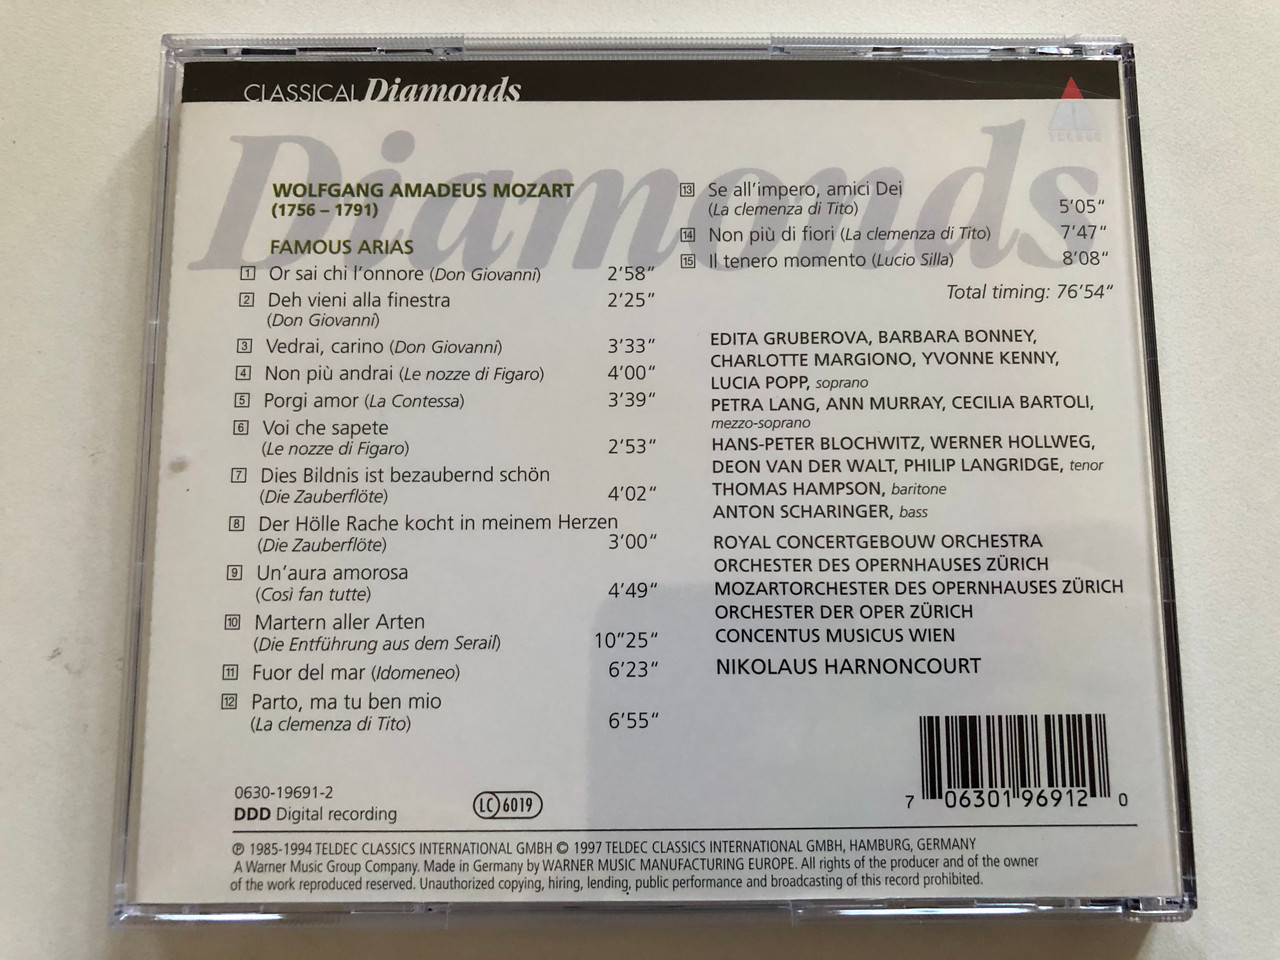 CLASSICAL Diamonds
Diamonds
TELDEC
WOLFGANG AMADEUS MOZART
(1756 – 1791)
FAMOUS ARIAS
1 Or sai chi l'onnore (Don Giovanni) 2'58"
2 Deh vieni alla finestra 2'25"
(Don Giovanni)
3 Vedrai, carino (Don Giovanni) 3'33"
4 Non più andrai (Le nozze di Figaro) 4'00"
5 Porgi amor (La Contessa) 3'39"
6 Voi che sapete
(Le nozze di Figaro) 2'53"
7 Dies Bildnis ist bezaubernd schön
(Die Zauberflöte) 4'02"
8 Der Hölle Rache kocht in meinem Herzen
(Die Zauberflöte) 3'00"
9 Un'aura amorosa
(Così fan tutte) 4'49"
10 Martern aller Arten
(Die Entführung aus dem Serail) 10"25"
11 Fuor del mar (Idomeneo) 6'23"
12 Parto, ma tu ben mio
(La clemenza di Tito) 6'55"
13 Se all'impero, amici Dei
(La clemenza di Tito) 5'05"
14 Non più di fiori (La clemenza di Tito) 7'47"
15 Il tenero momento (Lucio Silla) 8'08"
Total timing: 76'54"
EDITA GRUBEROVA, BARBARA BONNEY,
CHARLOTTE MARGIONO, YVONNE KENNY,
LUCIA POPP, soprano
PETRA LANG, ANN MURRAY, CECILIA BARTOLI,
mezzo-soprano
HANS-PETER BLOCHWITZ, WERNER HOLLWEG,
DEON VAN DER WALT, PHILIP LANGRIDGE, tenor
THOMAS HAMPSON, baritone
ANTON SCHARINGER, bass
ROYAL CONCERTGEBOUW ORCHESTRA
ORCHESTER DES OPERNHAUSES ZÜRICH
MOZARTORCHESTER DES OPERNHAUSES ZÜRICH
ORCHESTER DER OPER ZÜRICH
CONCENTUS MUSICUS WIEN
NIKOLAUS HARNONCOURT
0630-19691-2
DDD Digital recording
LC 6019
7 06301 96912 0
℗ 1985-1994 TELDEC CLASSICS INTERNATIONAL GMBH © 1997 TELDEC CLASSICS INTERNATIONAL GMBH, HAMBURG, GERMANY
A Warner Music Group Company. Made in Germany by WARNER MUSIC MANUFACTURING EUROPE. All rights of the producer and of the owner
of the work reproduced reserved. Unauthorized copying, hiring, lending, public performance and broadcasting of this record prohibited.